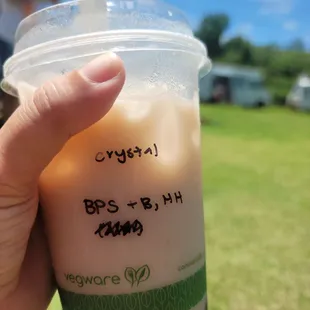 crystal
BPS + B, HH
vegware